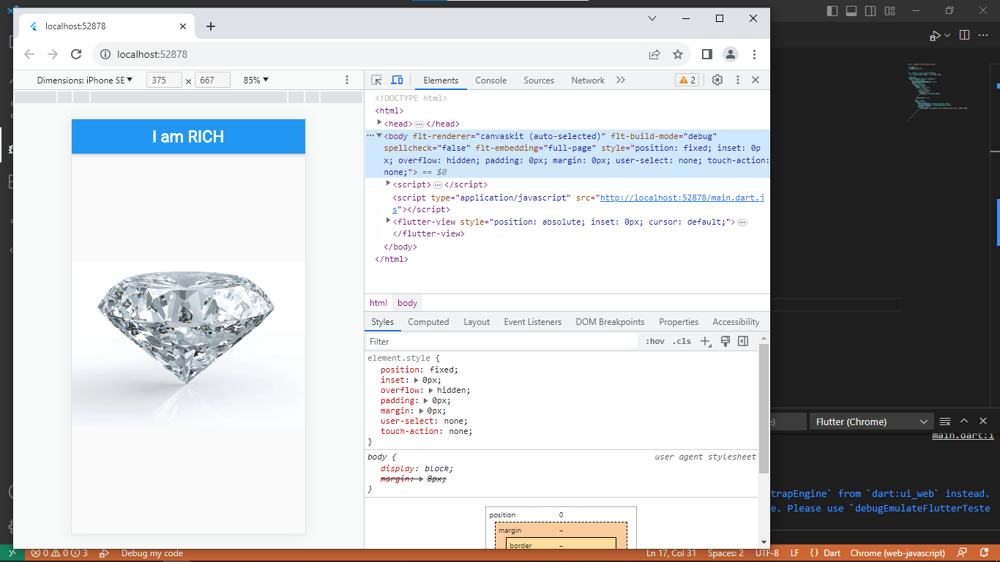 localhost:52878
localhost:52878
Dimensions: iPhone SE 375 × 667 85%
Elements Console Sources Network 2
I am RICH
<!DOCTYPE html>
<html>
<head> … </head>
<body flt-renderer="canvaskit (auto-selected)" flt-build-mode="debug"
spellcheck="false" flt-embedding="full-page" style="position: fixed; inset: 0p
x; overflow: hidden; padding: 0px; margin: 0px; user-select: none; touch-action:
none;"> == $0
<script> … </script>
<script type="application/javascript" src="http://localhost:52878/main.dart.j
s"></script>
<flutter-view style="position: absolute; inset: 0px; cursor: default;"> …
</flutter-view>
</body>
</html>
html body
Styles Computed Layout Event Listeners DOM Breakpoints Properties Accessibility
Filter :hov .cls
element.style {
position: fixed;
inset: 0px;
overflow: hidden;
padding: 0px;
margin: 0px;
user-select: none;
touch-action: none;
}
body { user agent stylesheet
display: block;
margin: 8px;
}
position 0
margin –
border –
Flutter (Chrome)
main.dart:1
trapEngine` from `dart:ui_web` instead.
e. Please use `debugEmulateFlutterTeste
0 0 3 Debug my code Ln 17, Col 31 Spaces: 2 UTF-8 LF {} Dart Chrome (web-javascript)